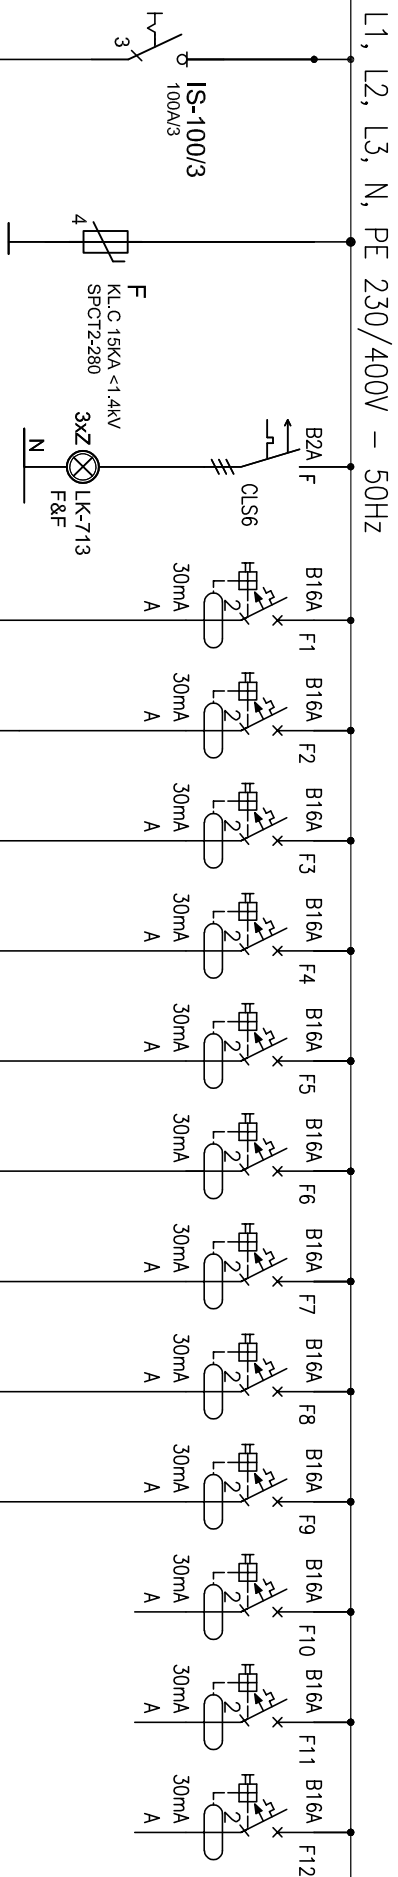 L1, L2, L3, N, PE 230/400V - 50Hz
3
IS-100/3
100A/3
4
F
KL.C 15KA <1.4kV
SPCT2-280
B2A
F
CLS6
3xZ
LK-713
F&F
N
B16A
F1
2
30mA
A
B16A
F2
2
30mA
A
B16A
F3
2
30mA
A
B16A
F4
2
30mA
A
B16A
F5
2
30mA
A
B16A
F6
2
30mA
A
B16A
F7
2
30mA
A
B16A
F8
2
30mA
A
B16A
F9
2
30mA
A
B16A
F10
2
30mA
A
B16A
F11
2
30mA
A
B16A
F12
2
30mA
A